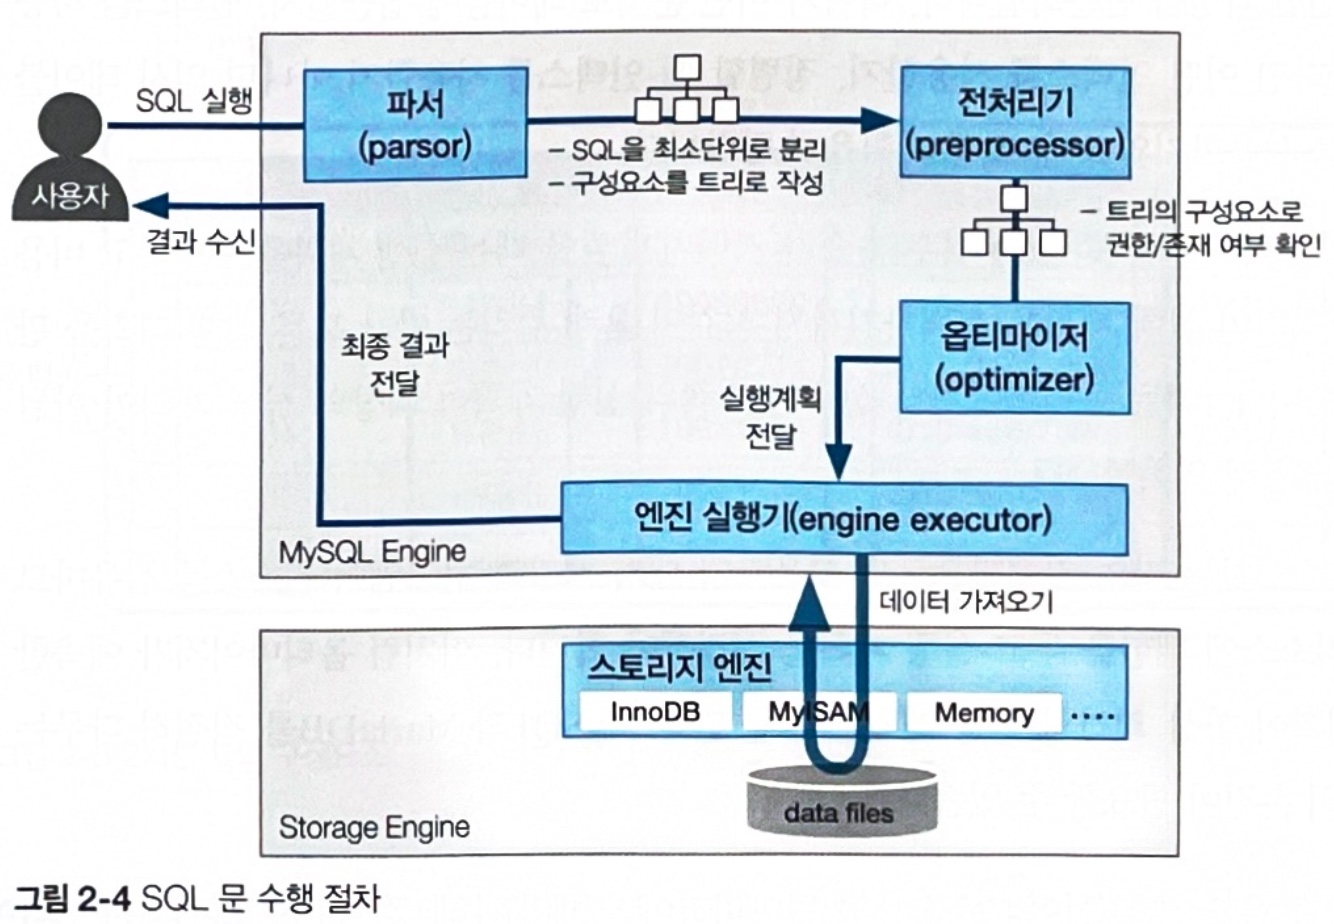 SQL 실행
파서
(parsor)
- SQL을 최소단위로 분리
- 구성요소를 트리로 작성
전처리기
(preprocessor)
사용자
결과 수신
- 트리의 구성요소로
권한/존재 여부 확인
옵티마이저
(optimizer)
최종 결과
전달
실행계획
전달
엔진 실행기(engine executor)
MySQL Engine
데이터 가져오기
스토리지 엔진
InnoDB
MyISAM
Memory
....
data files
Storage Engine
그림 2-4 SQL 문 수행 절차